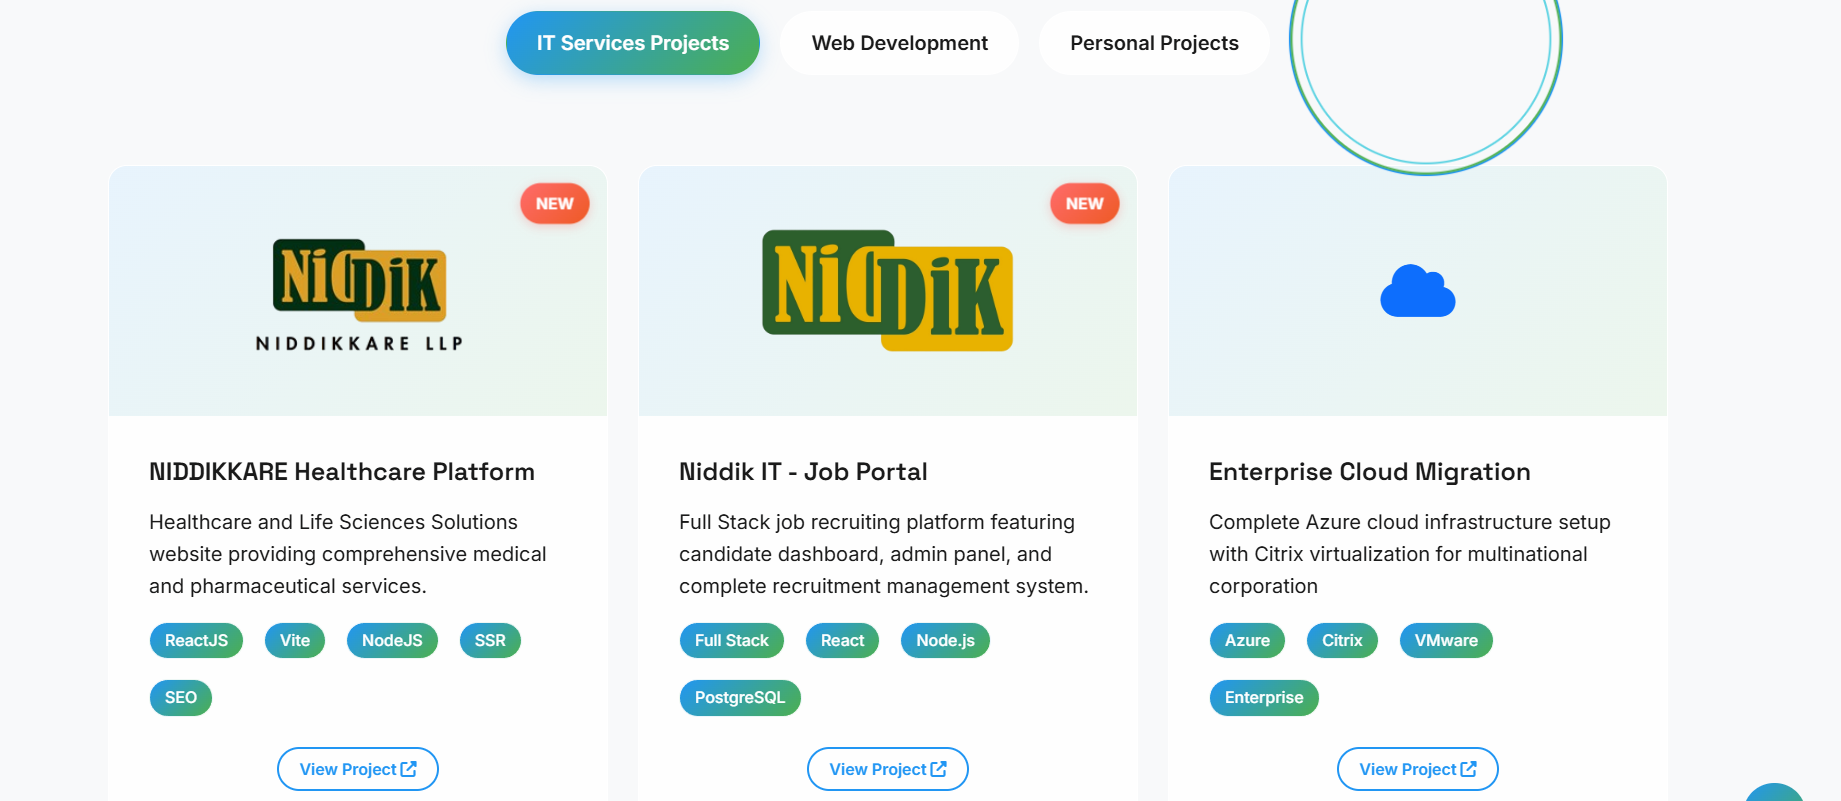 IT Services Projects
Web Development
Personal Projects
NEW
NiDDiK
NIDDIKKARE LLP
NIDDIKKARE Healthcare Platform
Healthcare and Life Sciences Solutions
website providing comprehensive medical
and pharmaceutical services.
ReactJS Vite NodeJS SSR
SEO
View Project
NEW
NiDDiK
Niddik IT - Job Portal
Full Stack job recruiting platform featuring
candidate dashboard, admin panel, and
complete recruitment management system.
Full Stack React Node.js
PostgreSQL
View Project
Enterprise Cloud Migration
Complete Azure cloud infrastructure setup
with Citrix virtualization for multinational
corporation
Azure Citrix VMware
Enterprise
View Project